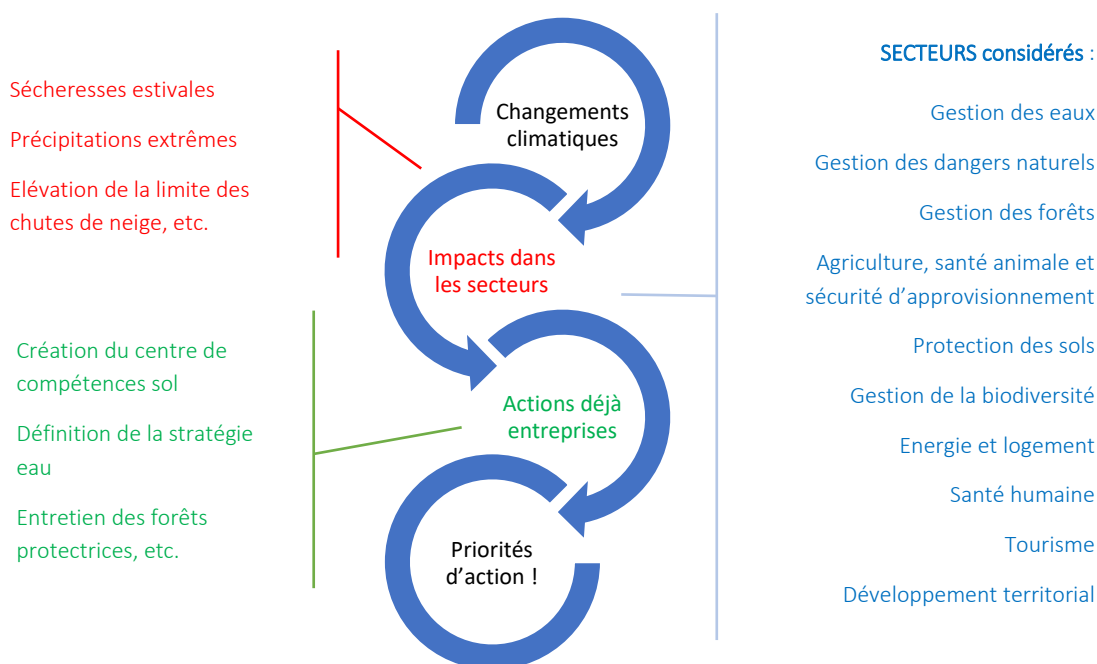 Sécheresses estivales
Précipitations extrêmes
Elévation de la limite des
chutes de neige, etc.
Création du centre de
compétences sol
Définition de la stratégie
eau
Entretien des forêts
protectrices, etc.
Changements
climatiques
Impacts dans
les secteurs
Actions déjà
entreprises
Priorités
d’action !
SECTEURS considérés :
Gestion des eaux
Gestion des dangers naturels
Gestion des forêts
Agriculture, santé animale et
sécurité d’approvisionnement
Protection des sols
Gestion de la biodiversité
Energie et logement
Santé humaine
Tourisme
Développement territorial